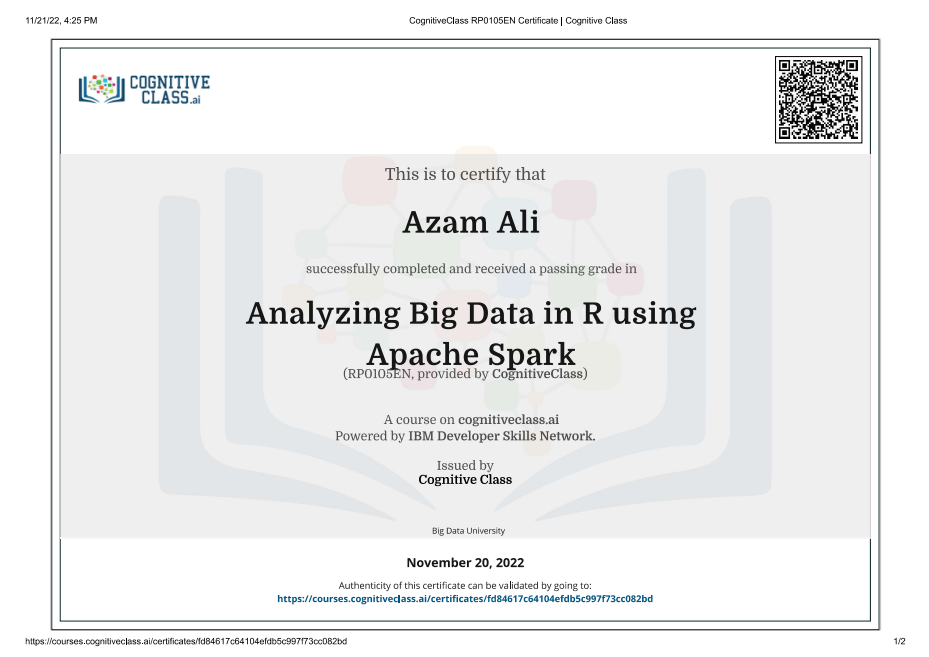 11/21/22, 4:25 PM
CognitiveClass RP0105EN Certificate | Cognitive Class
COGNITIVE
CLASS.ai
This is to certify that
Azam Ali
successfully completed and received a passing grade in
Analyzing Big Data in R using
Apache Spark
(RP0105EN, provided by CognitiveClass)
A course on cognitiveclass.ai
Powered by IBM Developer Skills Network.
Issued by
Cognitive Class
Big Data University
November 20, 2022
Authenticity of this certificate can be validated by going to:
https://courses.cognitiveclass.ai/certificates/fd84617c64104efdb5c997f73cc082bd
https://courses.cognitiveclass.ai/certificates/fd84617c64104efdb5c997f73cc082bd
1/2